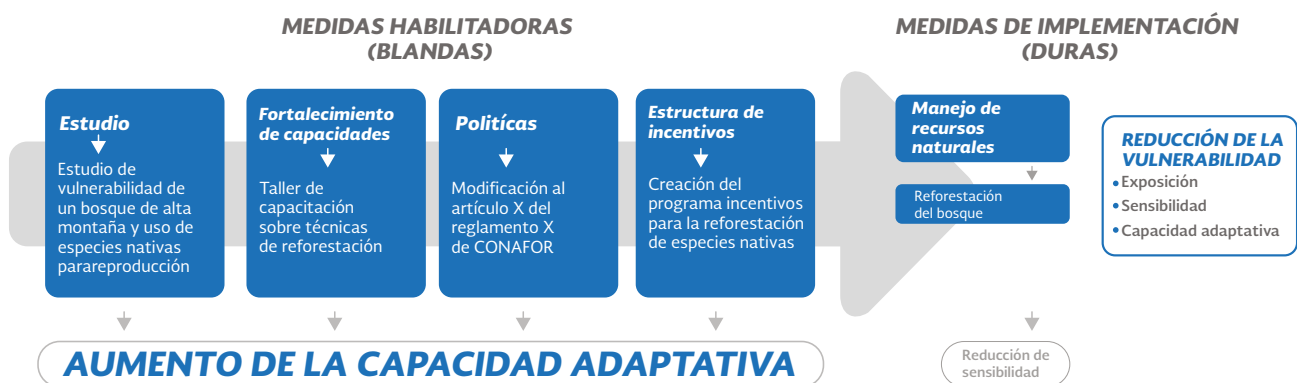 MEDIDAS HABILITADORAS
(BLANDAS)
MEDIDAS DE IMPLEMENTACIÓN
(DURAS)
Estudio
Estudio de
vulnerabilidad de
un bosque de alta
montaña y uso de
especies nativas
parareproducción
Fortalecimiento
de capacidades
Taller de
capacitación
sobre técnicas
de reforestación
Politícas
Modificación al
artículo X del
reglamento X
de CONAFOR
Estructura de
incentivos
Creación del
programa incentivos
para la reforestación
de especies nativas
Manejo de
recursos
naturales
Reforestación
del bosque
REDUCCIÓN DE LA
VULNERABILIDAD
• Exposición
• Sensibilidad
• Capacidad adaptativa
AUMENTO DE LA CAPACIDAD ADAPTATIVA
Reducción de
sensibilidad